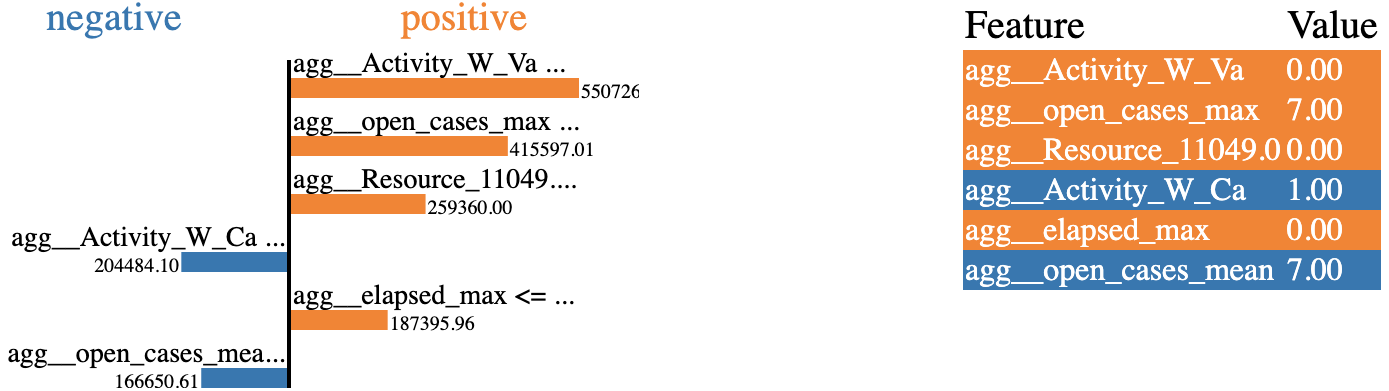 negative positive
agg__Activity_W_Va ...
550726
agg__open_cases_max ...
415597.01
agg__Resource_11049....
259360.00
agg__Activity_W_Ca ...
204484.10
agg__elapsed_max <= ...
187395.96
agg__open_cases_mea...
166650.61
Feature Value
agg__Activity_W_Va 0.00
agg__open_cases_max 7.00
agg__Resource_11049.0 0.00
agg__Activity_W_Ca 1.00
agg__elapsed_max 0.00
agg__open_cases_mean 7.00